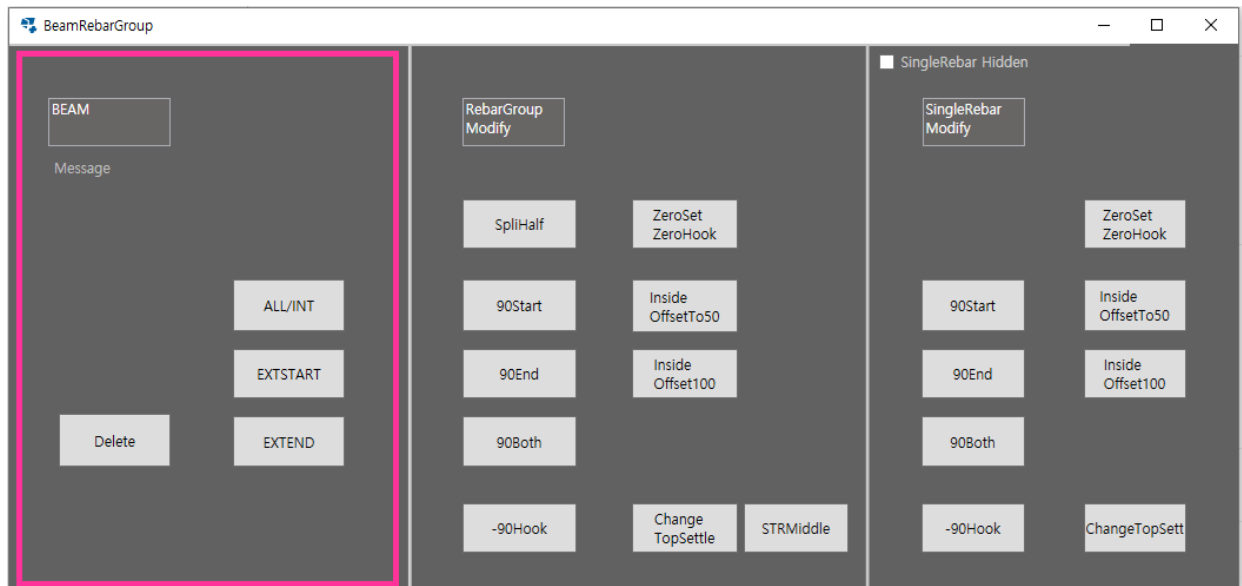 BeamRebarGroup
BEAM
Message
ALL/INT
EXTSTART
Delete
EXTEND
RebarGroup
Modify
SpliHalf
ZeroSet
ZeroHook
90Start
Inside
OffsetTo50
90End
Inside
Offset100
90Both
-90Hook
Change
TopSettle
STRMiddle
SingleRebar Hidden
SingleRebar
Modify
ZeroSet
ZeroHook
90Start
Inside
OffsetTo50
90End
Inside
Offset100
90Both
-90Hook
ChangeTopSett